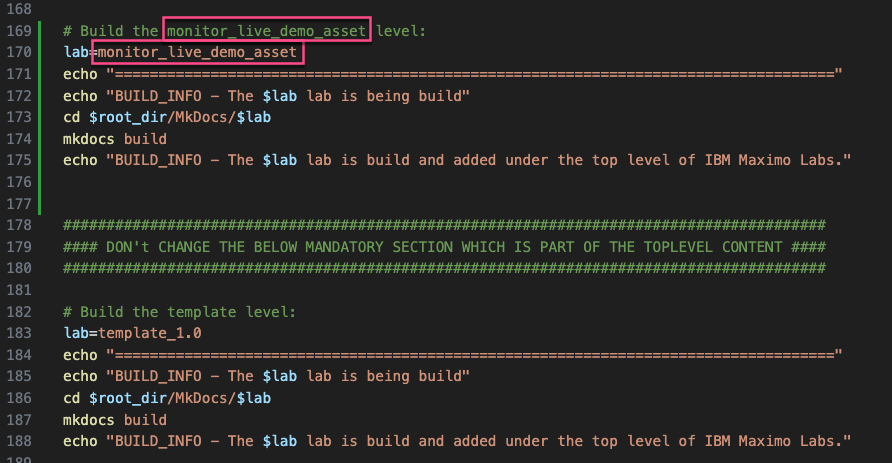 168
169 # Build the monitor_live_demo_asset level:
170 lab=monitor_live_demo_asset
171 echo "==================================================================================="
172 echo "BUILD_INFO - The $lab lab is being build"
173 cd $root_dir/MkDocs/$lab
174 mkdocs build
175 echo "BUILD_INFO - The $lab lab is build and added under the top level of IBM Maximo Labs."
176
177
178 ########################################################################################
179 #### DON't CHANGE THE BELOW MANDATORY SECTION WHICH IS PART OF THE TOPLEVEL CONTENT ####
180 ########################################################################################
181
182 # Build the template level:
183 lab=template_1.0
184 echo "==================================================================================="
185 echo "BUILD_INFO - The $lab lab is being build"
186 cd $root_dir/MkDocs/$lab
187 mkdocs build
188 echo "BUILD_INFO - The $lab lab is build and added under the top level of IBM Maximo Labs."
189